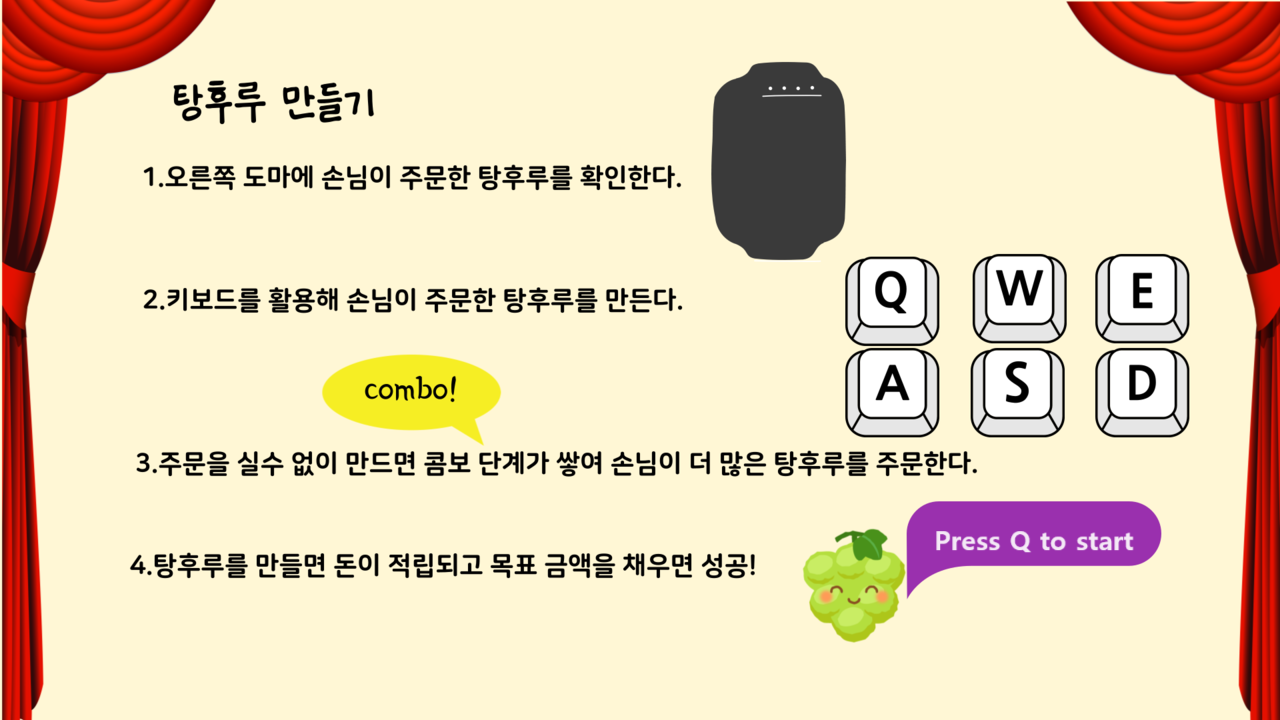 탕후루 만들기
1.오른쪽 도마에 손님이 주문한 탕후루를 확인한다.
2.키보드를 활용해 손님이 주문한 탕후루를 만든다.
Q W E
A S D
combo!
3.주문을 실수 없이 만드면 콤보 단계가 쌓여 손님이 더 많은 탕후루를 주문한다.
Press Q to start
4.탕후루를 만들면 돈이 적립되고 목표 금액을 채우면 성공!